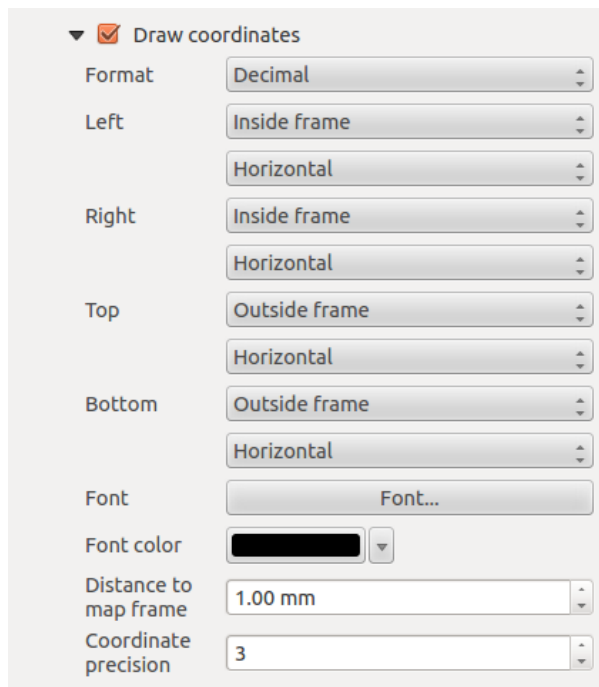 Draw coordinates
Format Decimal
Left Inside frame
Horizontal
Right Inside frame
Horizontal
Top Outside frame
Horizontal
Bottom Outside frame
Horizontal
Font Font...
Font color
Distance to
map frame 1.00 mm
Coordinate
precision 3